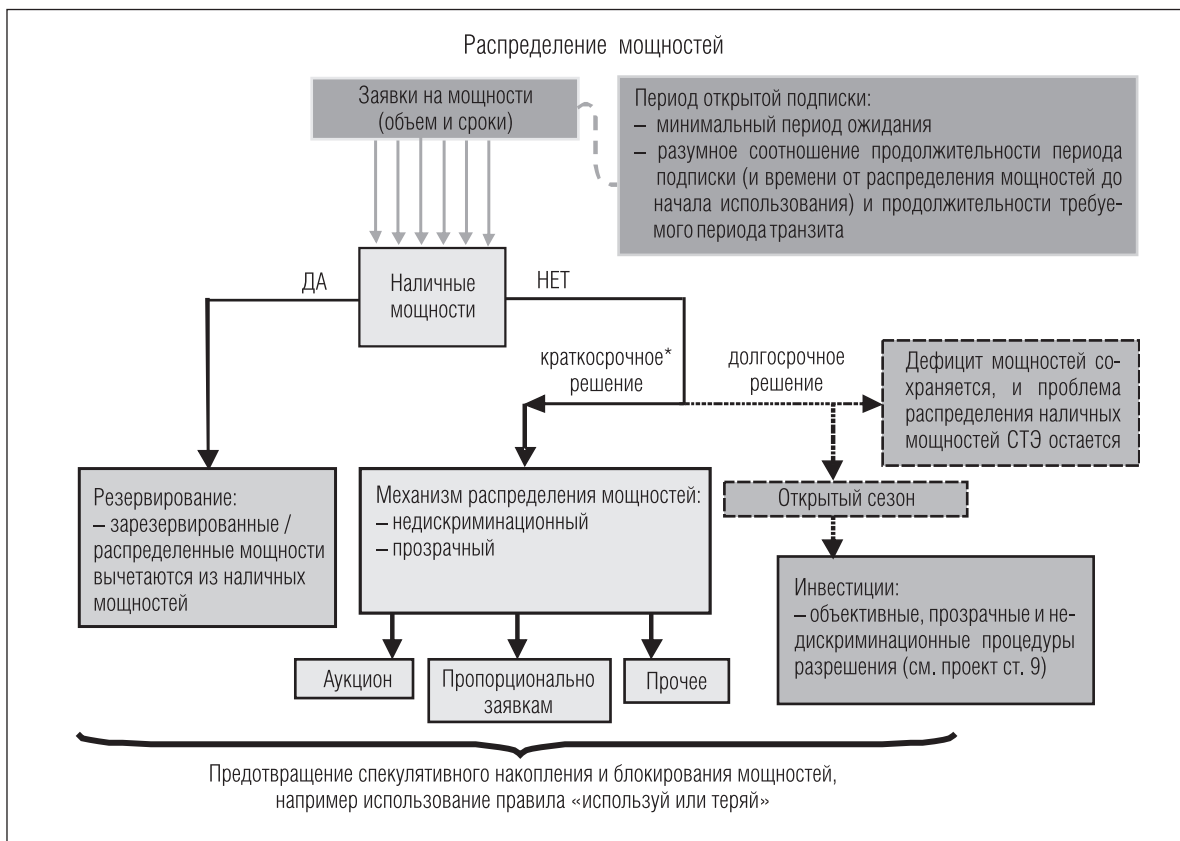 Распределение мощностей
Заявки на мощности
(объем и сроки)
Период открытой подписки:
– минимальный период ожидания
– разумное соотношение продолжительности периода
подписки (и времени от распределения мощностей до
начала использования) и продолжительности требуе-
мого периода транзита
ДА
Наличные
мощности
НЕТ
краткосрочное*
решение
долгосрочное
решение
Дефицит мощностей со-
храняется, и проблема
распределения наличных
мощностей СТЭ остается
Резервирование:
– зарезервированные /
распределенные мощности
вычетаются из наличных
мощностей
Механизм распределения мощностей:
– недискриминационный
– прозрачный
Открытый сезон
Инвестиции:
– объективные, прозрачные и не-
дискриминационные процедуры
разрешения (см. проект ст. 9)
Аукцион
Пропорционально
заявкам
Прочее
Предотвращение спекулятивного накопления и блокирования мощностей,
например использование правила «используй или теряй»